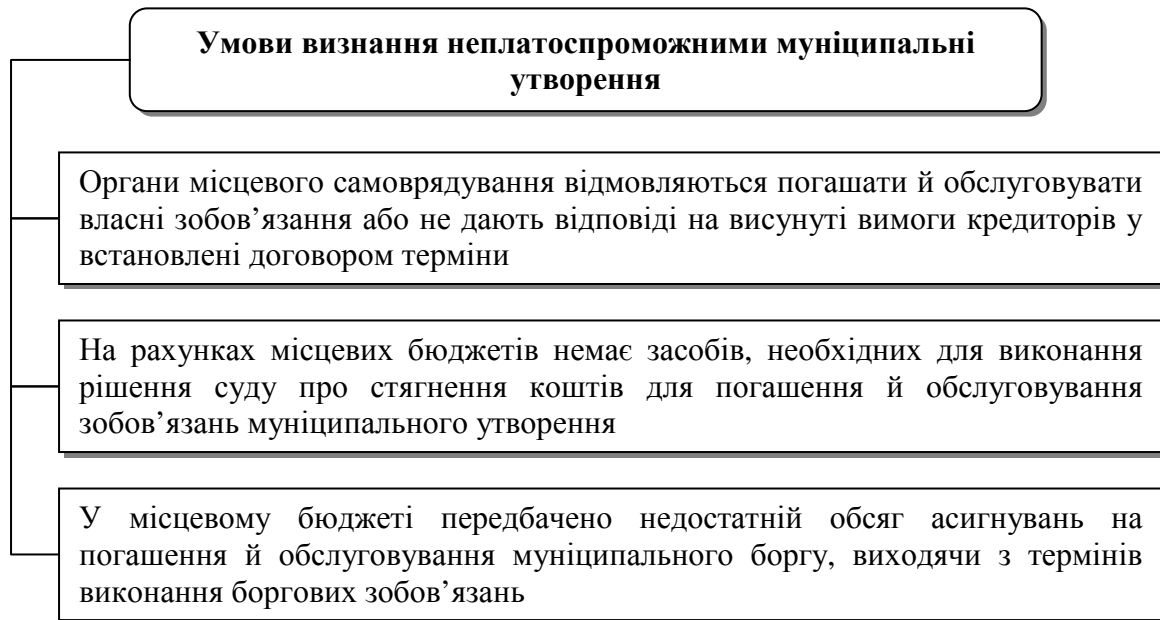 Умови визнання неплатоспроможними муніципальні
утворення
Органи місцевого самоврядування відмовляються погашати й обслуговувати
власні зобов’язання або не дають відповіді на висунуті вимоги кредиторів у
встановлені договором терміни
На рахунках місцевих бюджетів немає засобів, необхідних для виконання
рішення суду про стягнення коштів для погашення й обслуговування
зобов’язань муніципального утворення
У місцевому бюджеті передбачено недостатній обсяг асигнувань на
погашення й обслуговування муніципального боргу, виходячи з термінів
виконання боргових зобов’язань